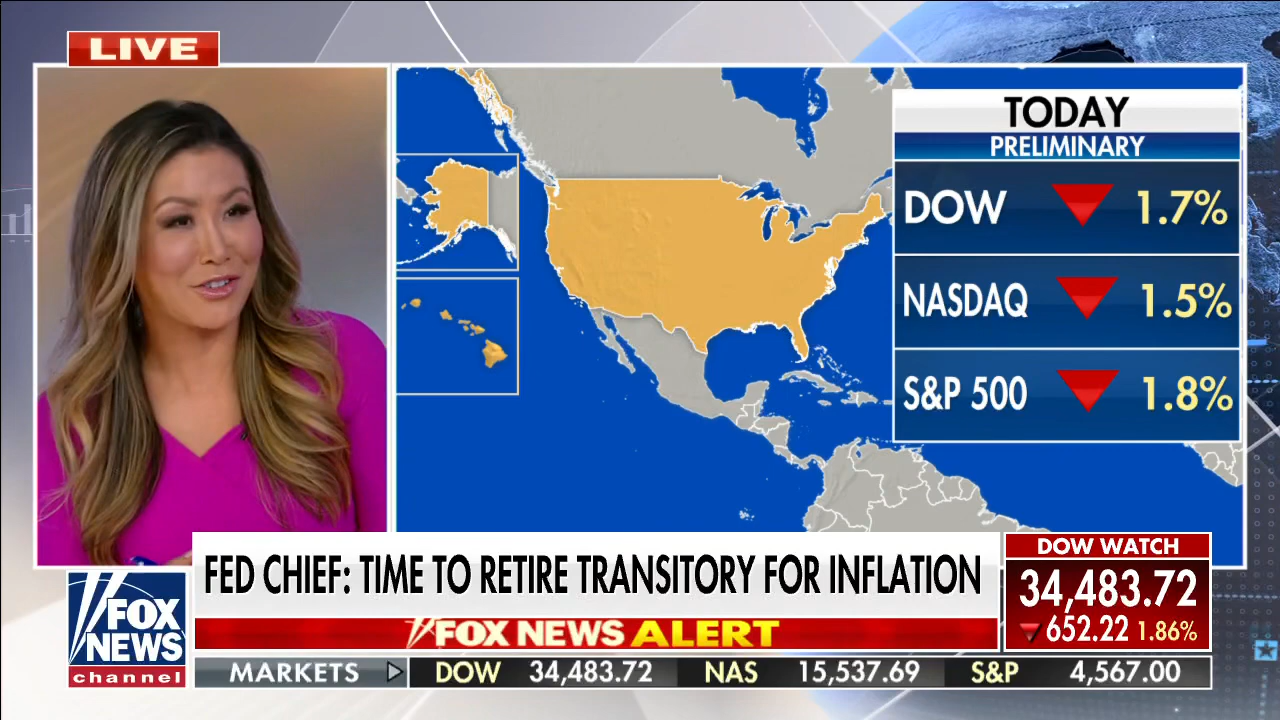 LIVE
TODAY
PRELIMINARY
DOW 1.7%
NASDAQ 1.5%
S&P 500 1.8%
FED CHIEF: TIME TO RETIRE TRANSITORY FOR INFLATION
FOX NEWS ALERT
DOW WATCH
34,483.72
652.22 1.86%
FOX
NEWS
channel
MARKETS DOW 34,483.72 NAS 15,537.69 S&P 4,567.00